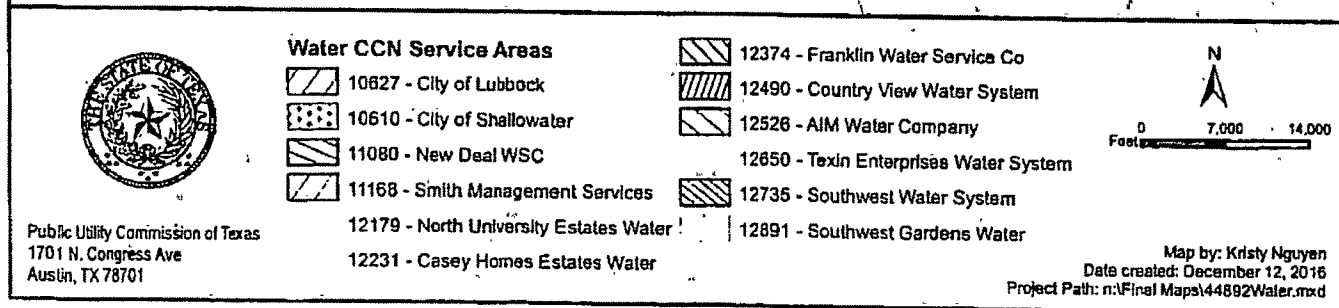 THE STATE OF TEXAS
Public Utility Commission of Texas
1701 N. Congress Ave
Austin, TX 78701
Water CCN Service Areas
10627 - City of Lubbock
10610 - City of Shallowater
11080 - New Deal WSC
11168 - Smith Management Services
12179 - North University Estates Water
12231 - Casey Homes Estates Water
12374 - Franklin Water Service Co
12490 - Country View Water System
12526 - AIM Water Company
12650 - Texin Enterprises Water System
12735 - Southwest Water System
12891 - Southwest Gardens Water
N
0 7,000 14,000
Feet
Map by: Kristy Nguyen
Date created: December 12, 2016
Project Path: n:\Final Maps\44892Water.mxd